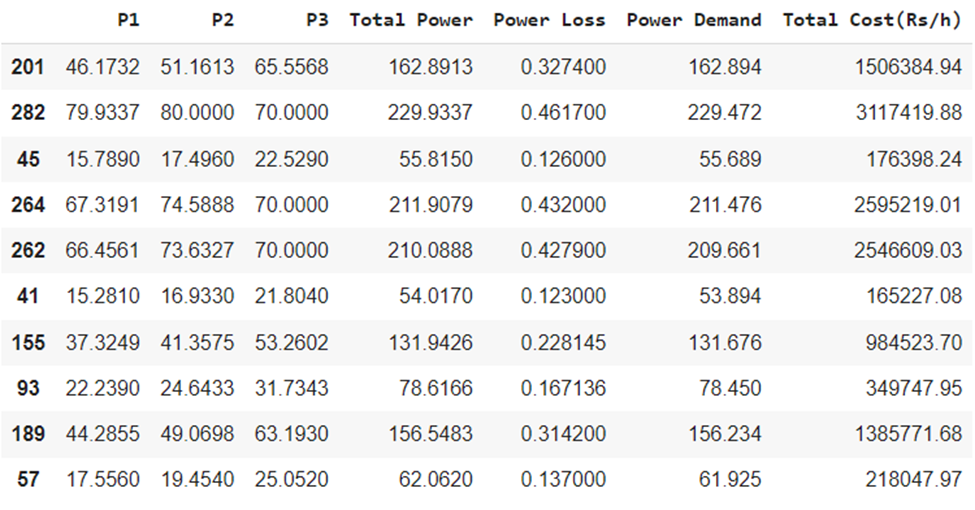 P1 P2 P3 Total Power Power Loss Power Demand Total Cost(Rs/h)
201 46.1732 51.1613 65.5568 162.8913 0.327400 162.894 1506384.94
282 79.9337 80.0000 70.0000 229.9337 0.461700 229.472 3117419.88
45 15.7890 17.4960 22.5290 55.8150 0.126000 55.689 176398.24
264 67.3191 74.5888 70.0000 211.9079 0.432000 211.476 2595219.01
262 66.4561 73.6327 70.0000 210.0888 0.427900 209.661 2546609.03
41 15.2810 16.9330 21.8040 54.0170 0.123000 53.894 165227.08
155 37.3249 41.3575 53.2602 131.9426 0.228145 131.676 984523.70
93 22.2390 24.6433 31.7343 78.6166 0.167136 78.450 349747.95
189 44.2855 49.0698 63.1930 156.5483 0.314200 156.234 1385771.68
57 17.5560 19.4540 25.0520 62.0620 0.137000 61.925 218047.97